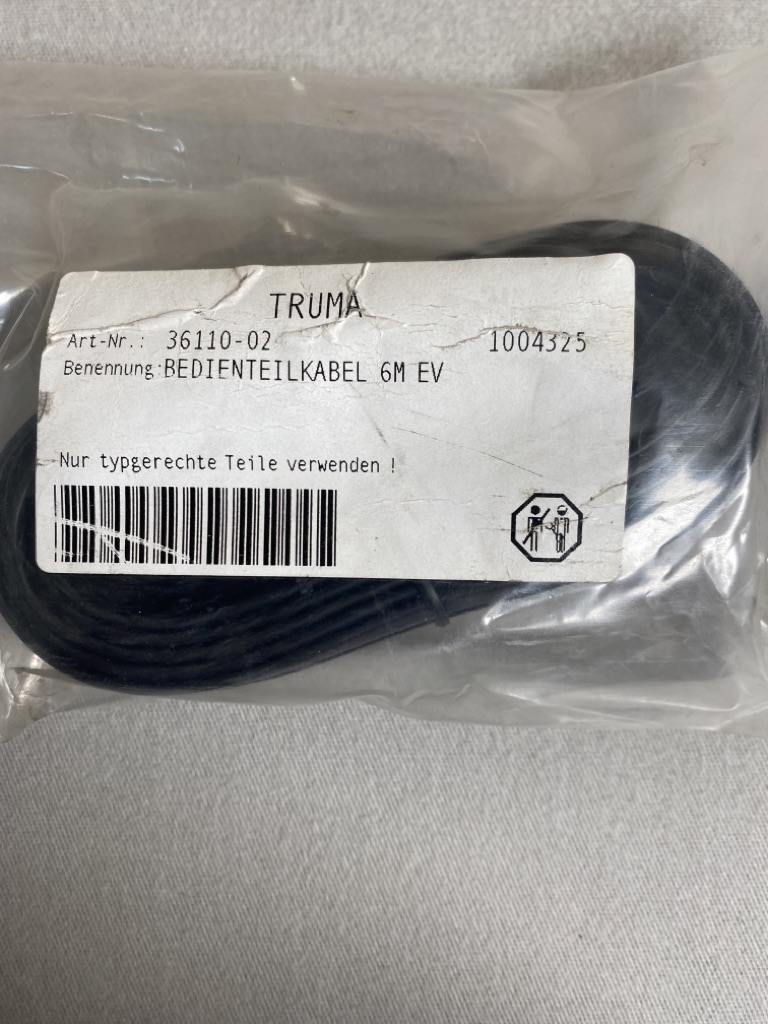 TRUMA
Art-Nr.: 36110-02 1004325
Benennung:BEDIENTEILKABEL 6M EV
Nur typgerechte Teile verwenden !